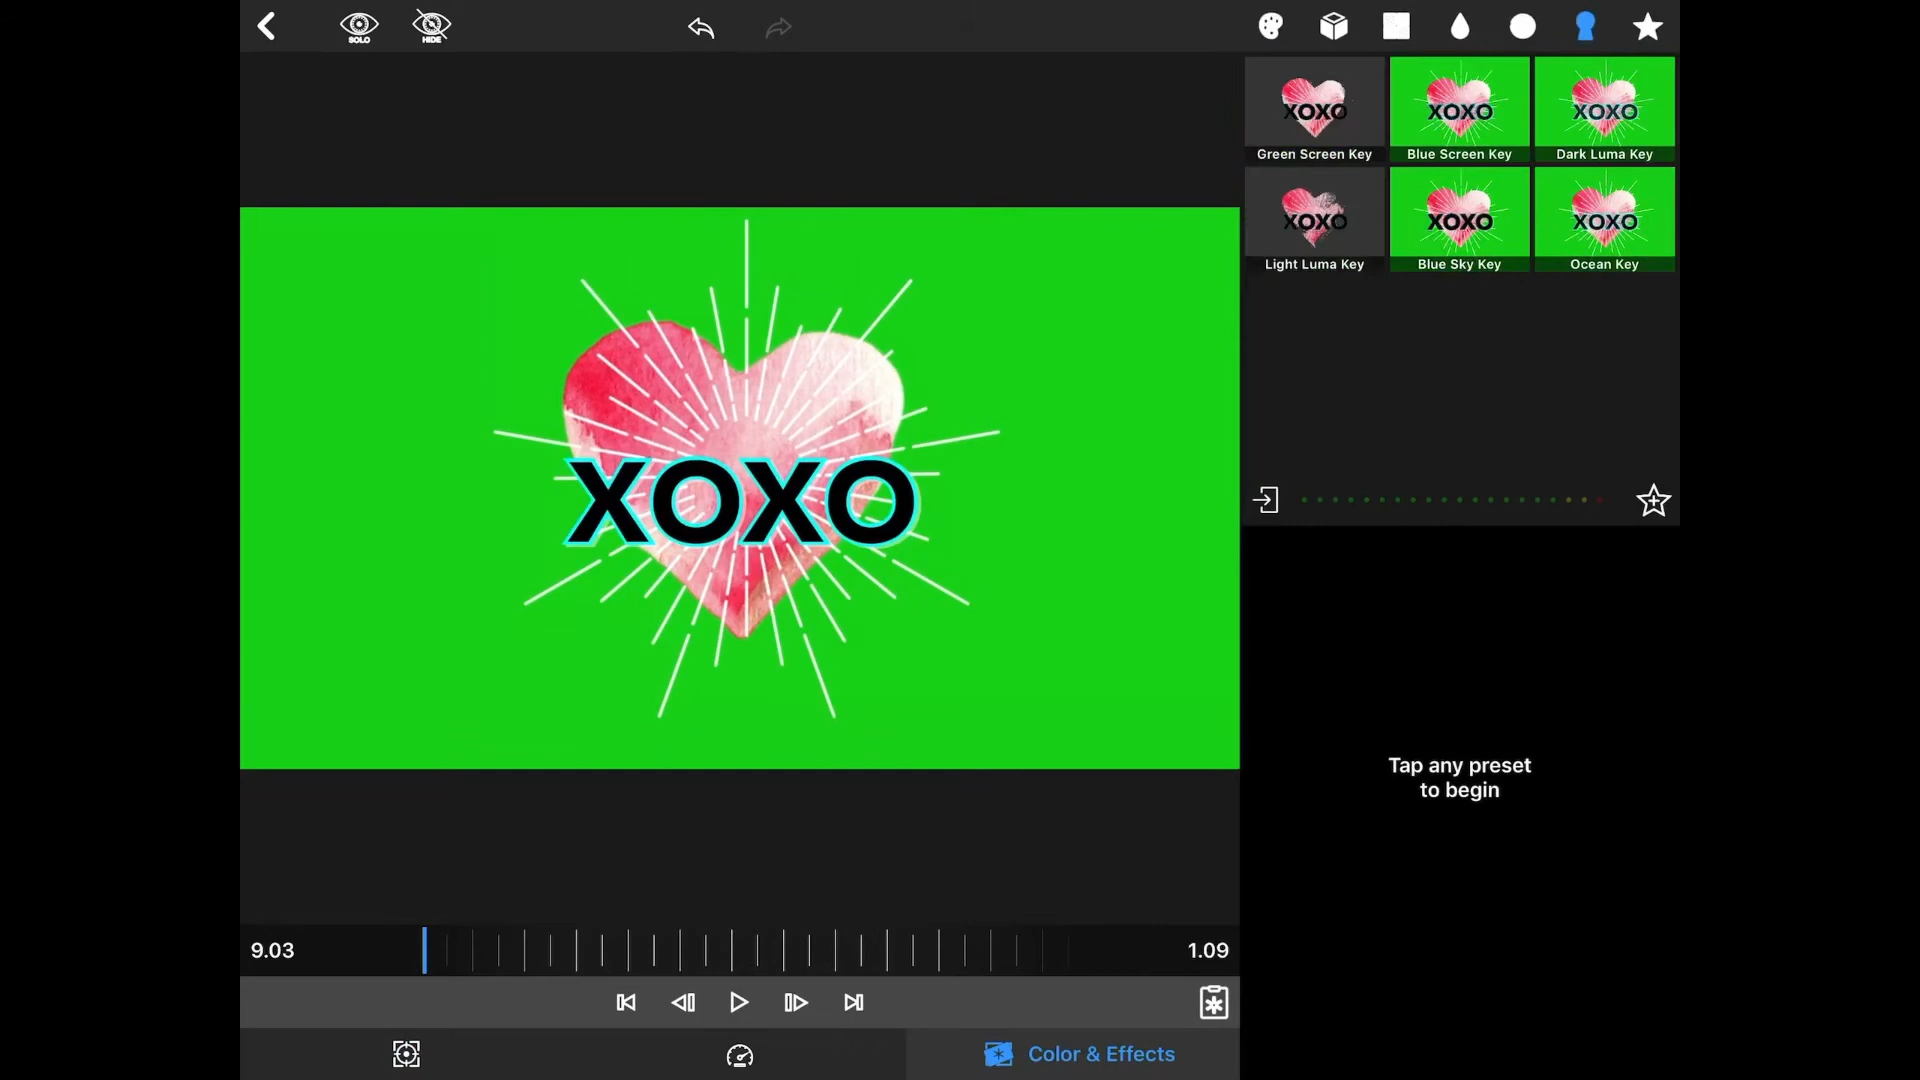 SOLO
HIDE
XOXO
Green Screen Key
XOXO
Blue Screen Key
XOXO
Dark Luma Key
XOXO
Light Luma Key
XOXO
Blue Sky Key
XOXO
Ocean Key
XOXO
Tap any preset
to begin
9.03
1.09
Color & Effects